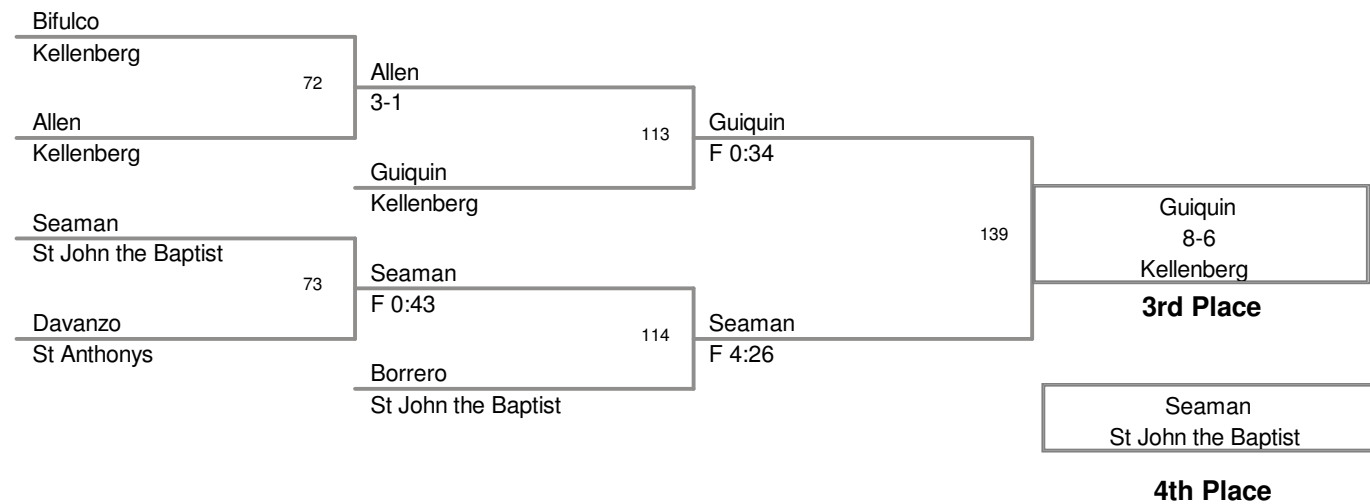 Bifulco
Kellenberg
72
Allen
3-1
Allen
Kellenberg
113
Guiquin
F 0:34
Guiquin
Kellenberg
Seaman
St John the Baptist
73
Seaman
F 0:43
Davanzo
St Anthonys
114
Seaman
F 4:26
Borrero
St John the Baptist
139
Guiquin
8-6
Kellenberg
3rd Place
Seaman
St John the Baptist
4th Place